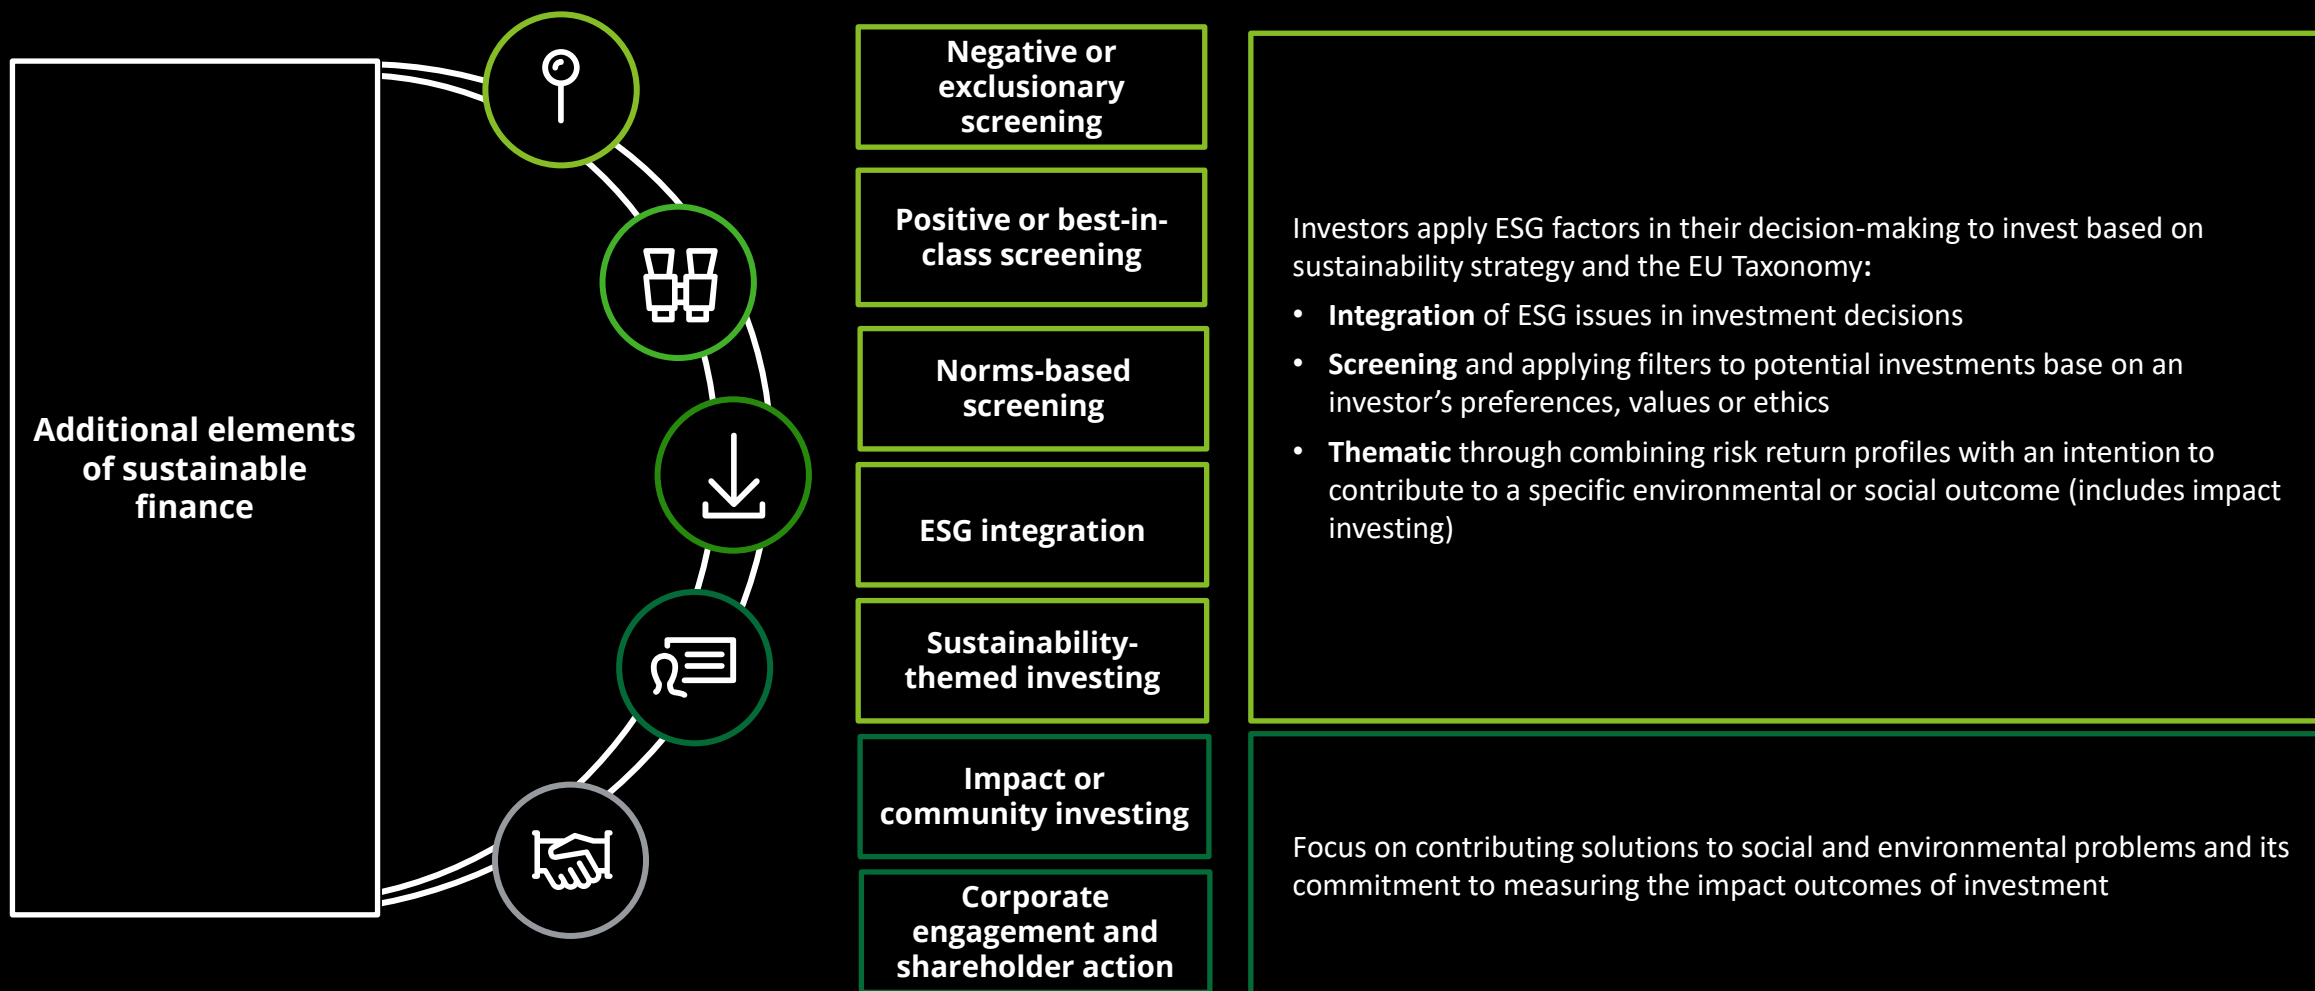 Additional elements
of sustainable
finance
Negative or
exclusionary
screening
Positive or best-in-
class screening
Norms-based
screening
ESG integration
Sustainability-
themed investing
Impact or
community investing
Corporate
engagement and
shareholder action
Investors apply ESG factors in their decision-making to invest based on
sustainability strategy and the EU Taxonomy:
• Integration of ESG issues in investment decisions
• Screening and applying filters to potential investments base on an
investor’s preferences, values or ethics
• Thematic through combining risk return profiles with an intention to
contribute to a specific environmental or social outcome (includes impact
investing)
Focus on contributing solutions to social and environmental problems and its
commitment to measuring the impact outcomes of investment